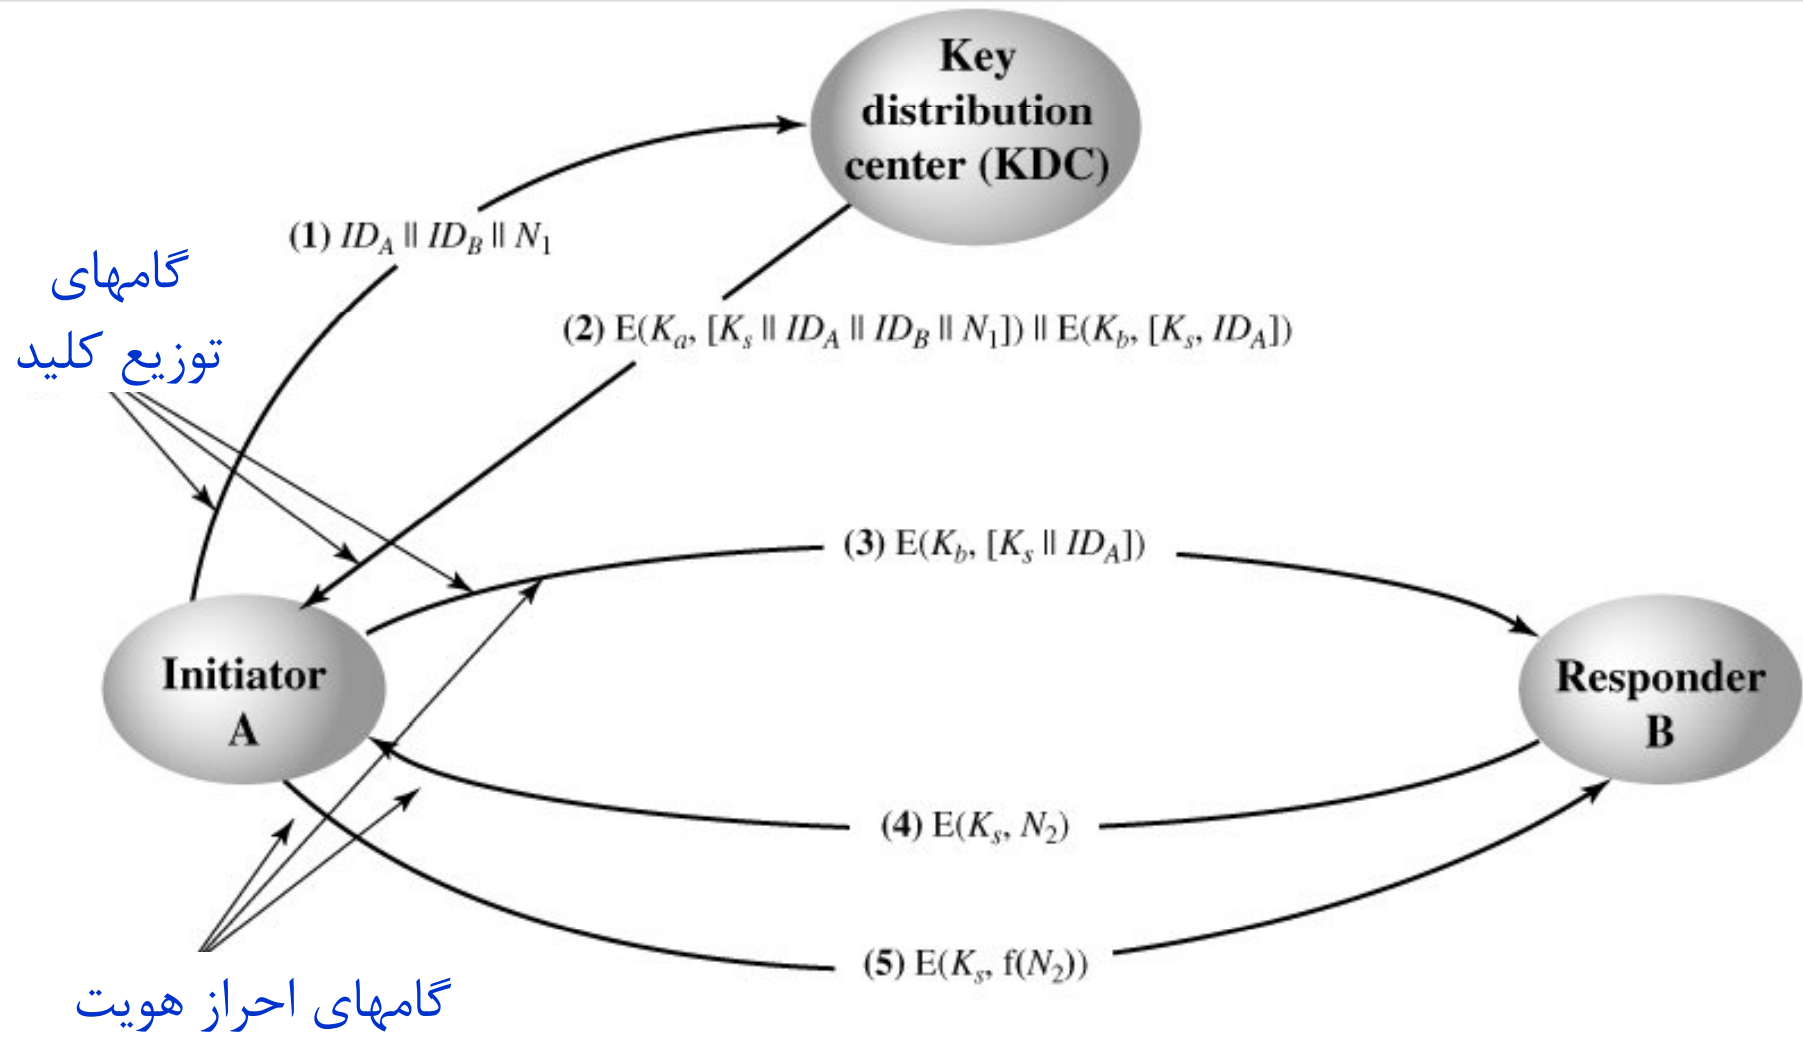 Key
distribution
center (KDC)
(1) ID_A || ID_B || N_1
گامهای
توزیع کلید
(2) E(K_a, [K_s || ID_A || ID_B || N_1]) || E(K_b, [K_s, ID_A])
(3) E(K_b, [K_s || ID_A])
Initiator
A
Responder
B
(4) E(K_s, N_2)
(5) E(K_s, f(N_2))
گامهای احراز هویت